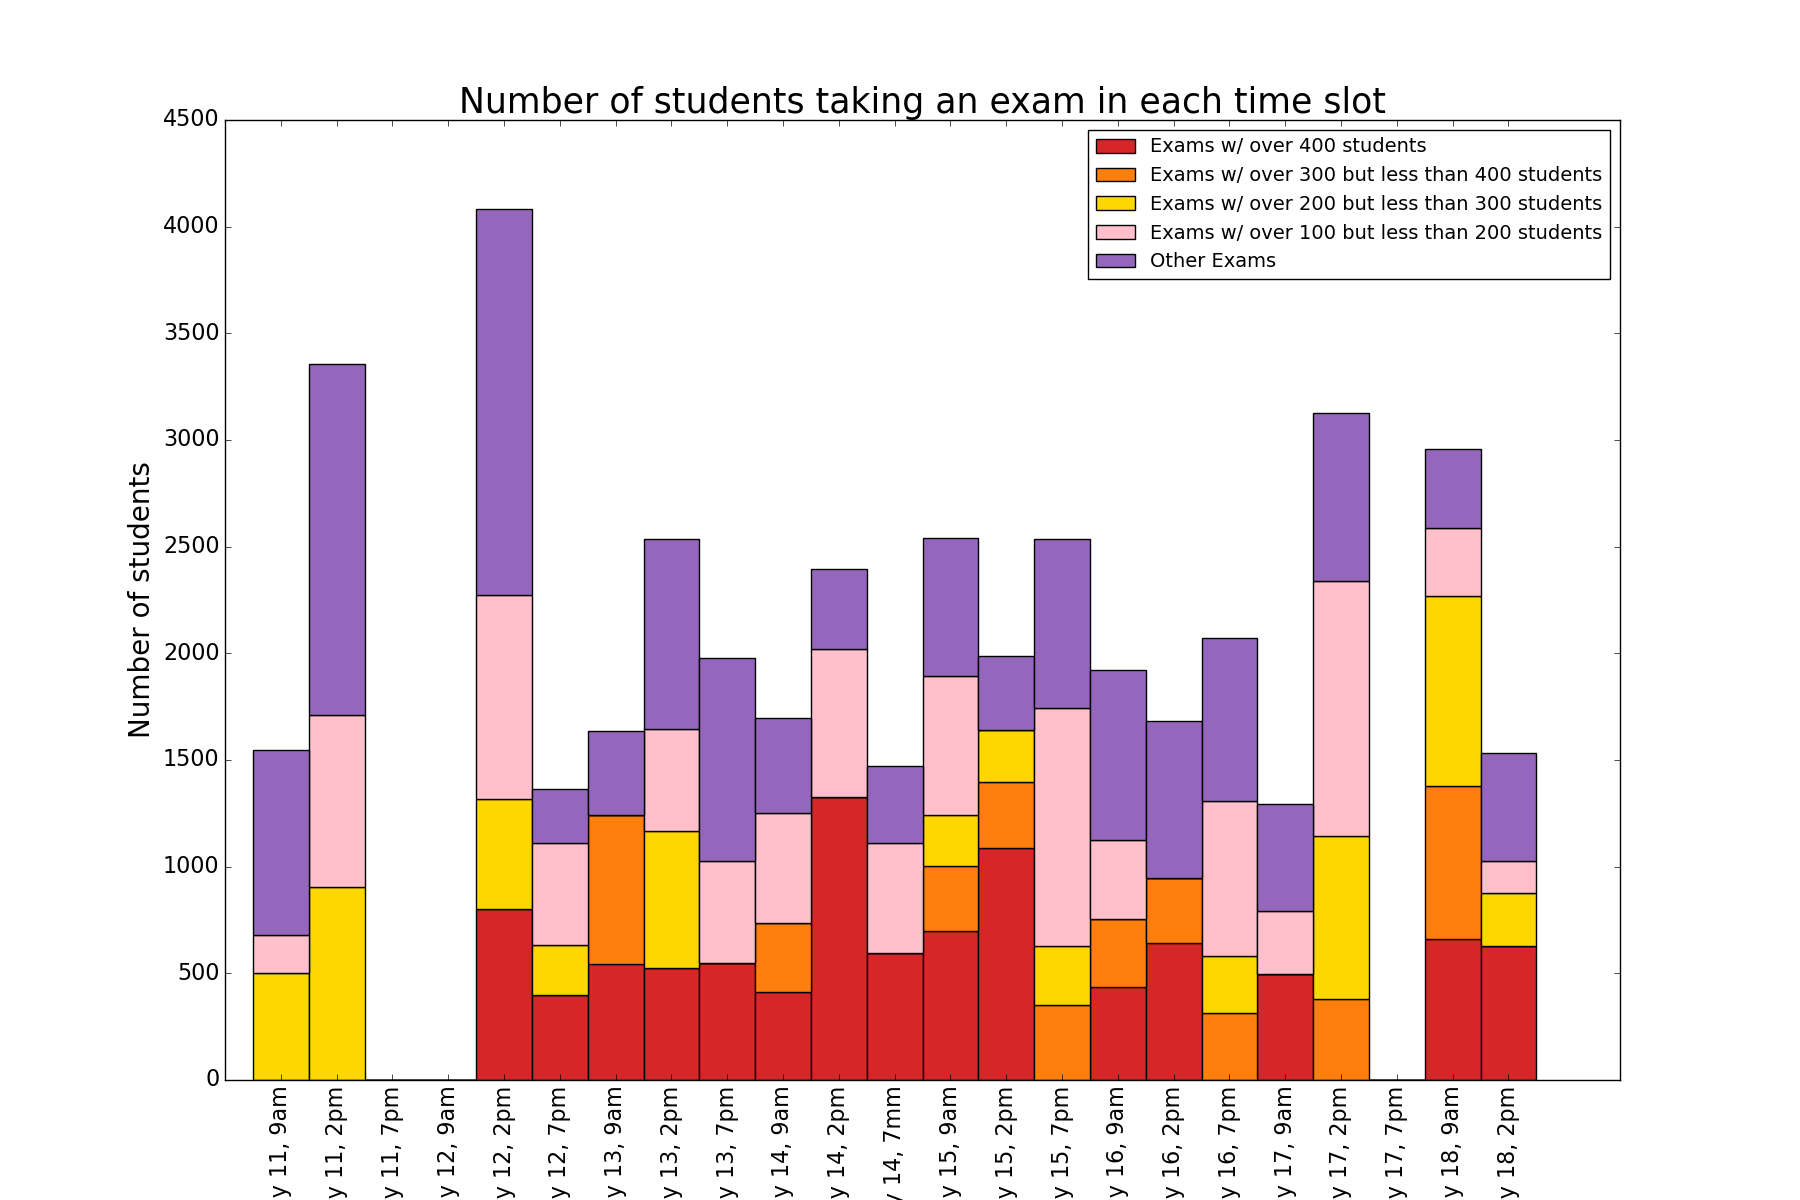 Number of students taking an exam in each time slot
Number of students
4500
4000
3500
3000
2500
2000
1500
1000
500
0
Exams w/ over 400 students
Exams w/ over 300 but less than 400 students
Exams w/ over 200 but less than 300 students
Exams w/ over 100 but less than 200 students
Other Exams
y 11, 9am
y 11, 2pm
y 11, 7pm
y 12, 9am
y 12, 2pm
y 12, 7pm
y 13, 9am
y 13, 2pm
y 13, 7pm
y 14, 9am
y 14, 2pm
y 14, 7mm
y 15, 9am
y 15, 2pm
y 15, 7pm
y 16, 9am
y 16, 2pm
y 16, 7pm
y 17, 9am
y 17, 2pm
y 17, 7pm
y 18, 9am
y 18, 2pm